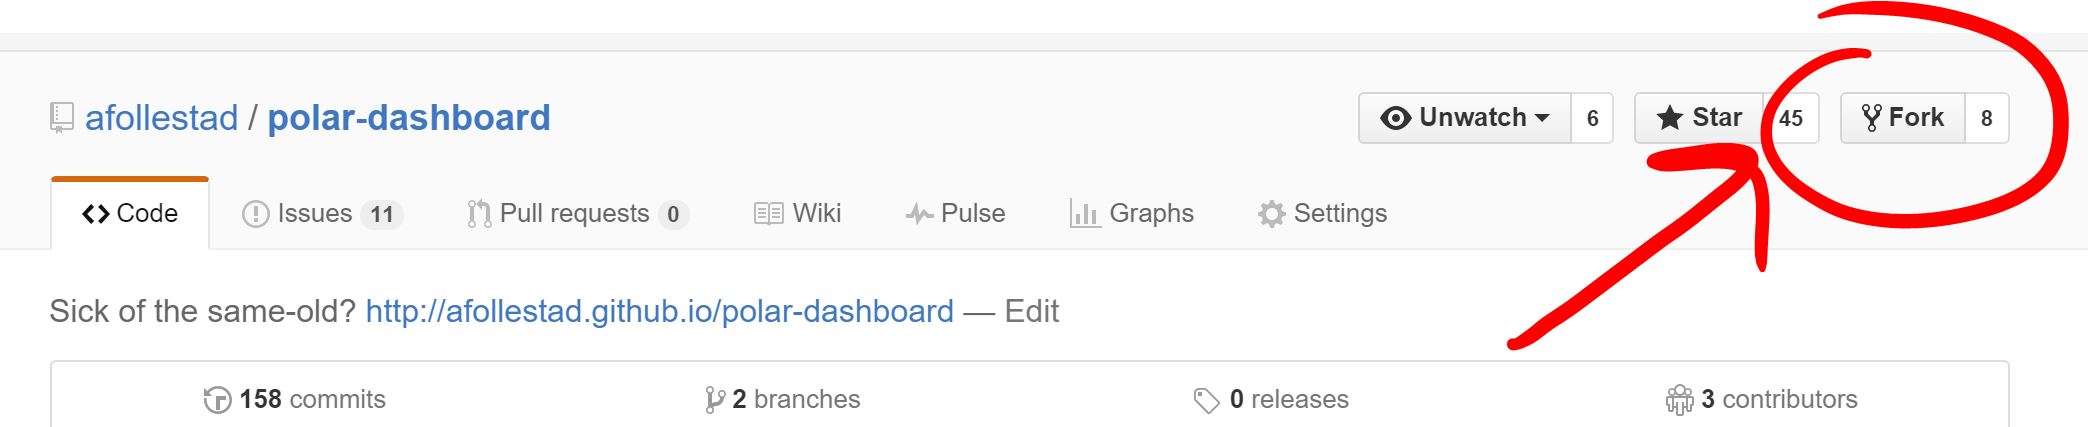 afollestad / polar-dashboard Unwatch 6 Star 45 Fork 8
Code Issues 11 Pull requests 0 Wiki Pulse Graphs Settings
Sick of the same-old? http://afollestad.github.io/polar-dashboard — Edit
158 commits 2 branches 0 releases 3 contributors